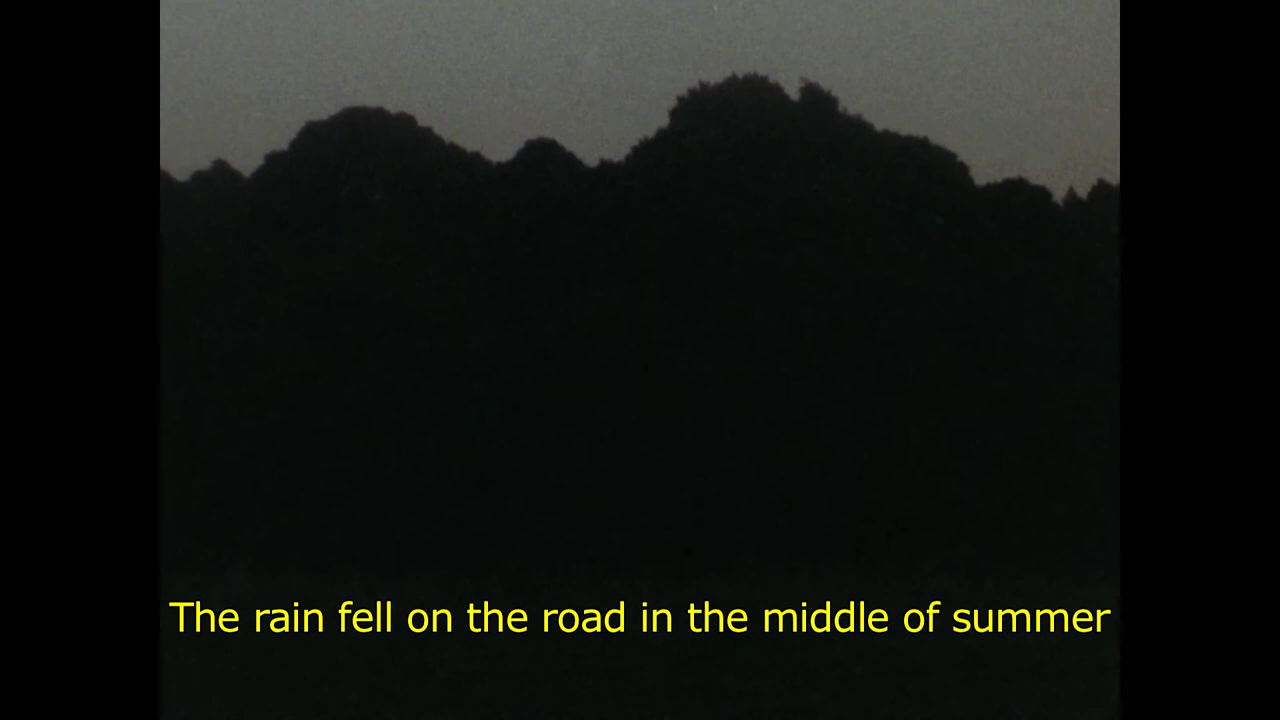 The rain fell on the road in the middle of summer